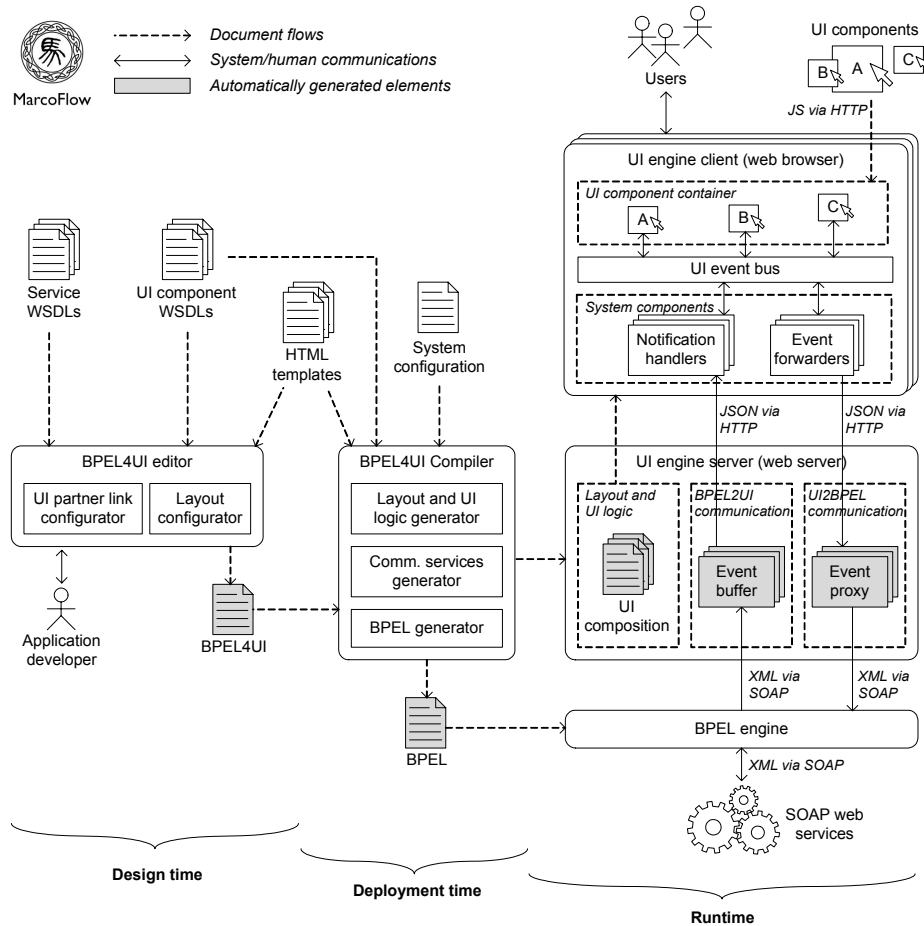 MarcoFlow
Document flows
System/human communications
Automatically generated elements
Users
UI components
B
A
C
JS via HTTP
UI engine client (web browser)
UI component container
A
B
C
UI event bus
System components
Notification
handlers
Event
forwarders
JSON via
HTTP
JSON via
HTTP
Service
WSDLs
UI component
WSDLs
HTML
templates
System
configuration
BPEL4UI editor
UI partner link
configurator
Layout
configurator
Application
developer
BPEL4UI
BPEL4UI Compiler
Layout and UI
logic generator
Comm. services
generator
BPEL generator
BPEL
UI engine server (web server)
Layout and
UI logic
UI
composition
BPEL2UI
communication
Event
buffer
UI2BPEL
communication
Event
proxy
XML via
SOAP
XML via
SOAP
BPEL engine
XML via SOAP
SOAP web
services
Design time
Deployment time
Runtime